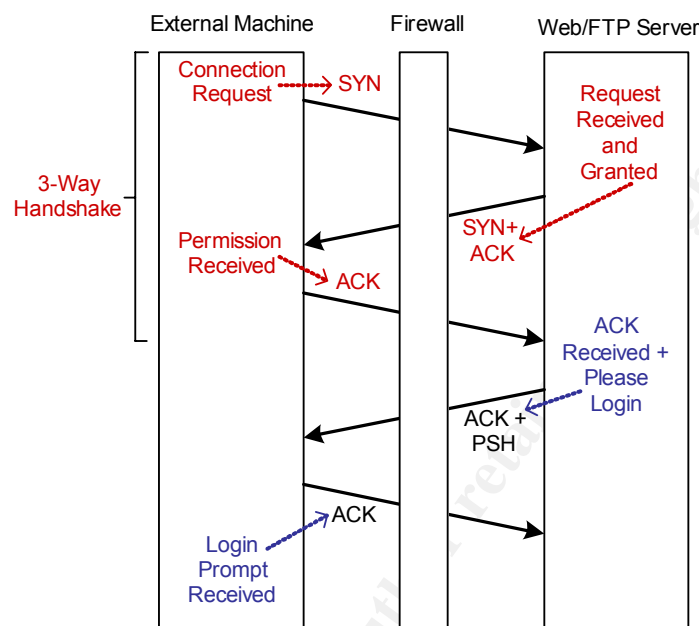 External Machine
Firewall
Web/FTP Server
Connection
Request
SYN
Request
Received
and
Granted
3-Way
Handshake
SYN+
ACK
Permission
Received
ACK
ACK
Received +
Please
Login
ACK +
PSH
ACK
Login
Prompt
Received